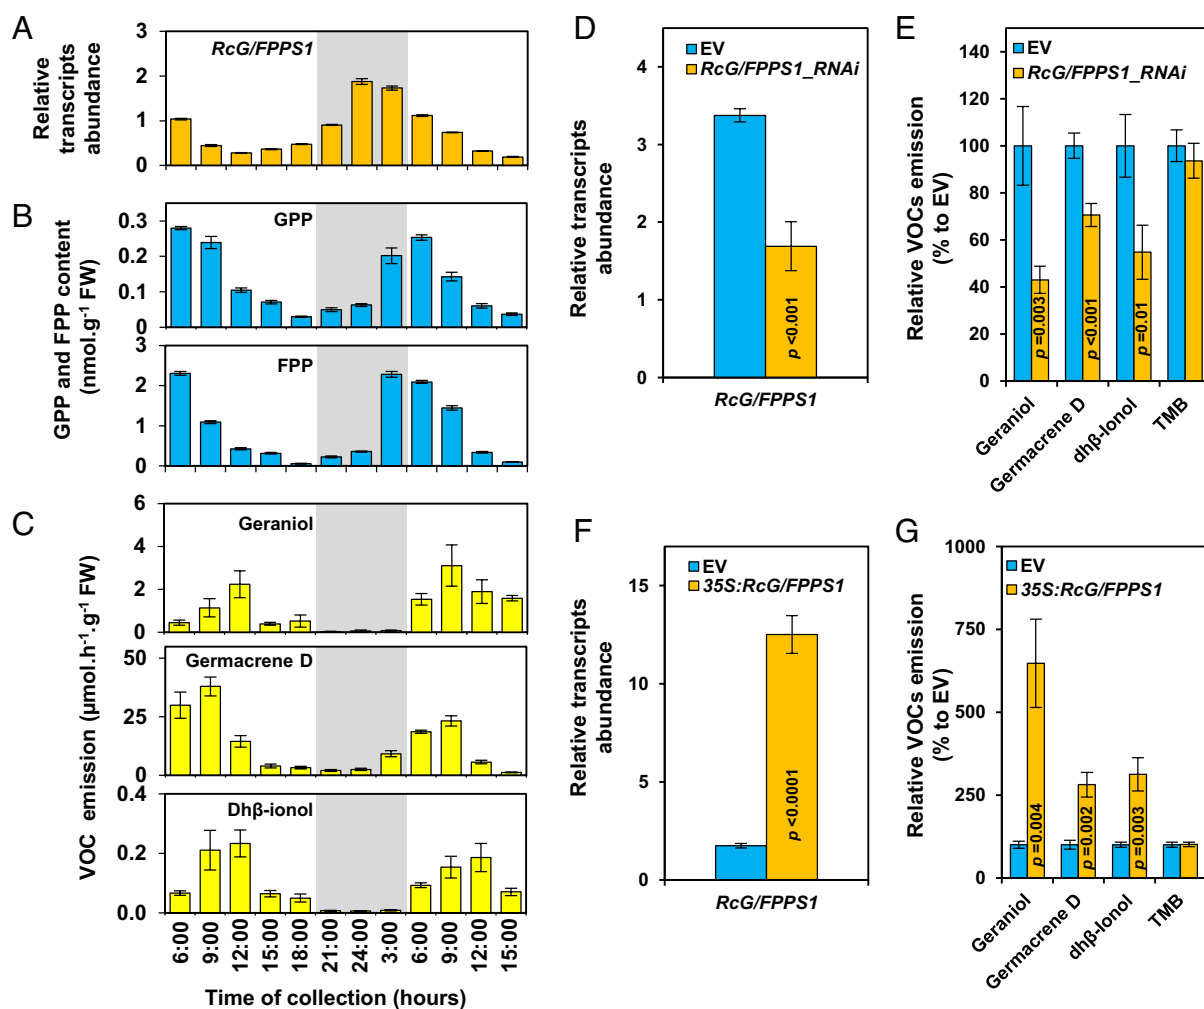 A
Relative transcripts abundance
3
2
1
0
RcG/FPPS1
B
GPP and FPP content (nmol.g⁻¹ FW)
0.3
0.2
0.1
0
GPP
3
2
1
0
FPP
C
VOC emission (µmol.h⁻¹.g⁻¹ FW)
6
4
2
0
Geraniol
50
25
0
Germacrene D
0.4
0.2
0.0
Dhβ-ionol
6:00 9:00 12:00 15:00 18:00 21:00 24:00 3:00 6:00 9:00 12:00 15:00
Time of collection (hours)
D
Relative transcripts abundance
4
3
2
1
0
EV
RcG/FPPS1_RNAi
p <0.001
RcG/FPPS1
E
Relative VOCs emission (% to EV)
140
120
100
80
60
40
20
0
EV
RcG/FPPS1_RNAi
p =0.003
p <0.001
p =0.01
Geraniol
Germacrene D
dhβ-Ionol
TMB
F
Relative transcripts abundance
15
10
5
0
EV
35S:RcG/FPPS1
p <0.0001
RcG/FPPS1
G
Relative VOCs emission (% to EV)
1000
750
500
250
0
EV
35S:RcG/FPPS1
p =0.004
p =0.002
p =0.003
Geraniol
Germacrene D
dhβ-Ionol
TMB